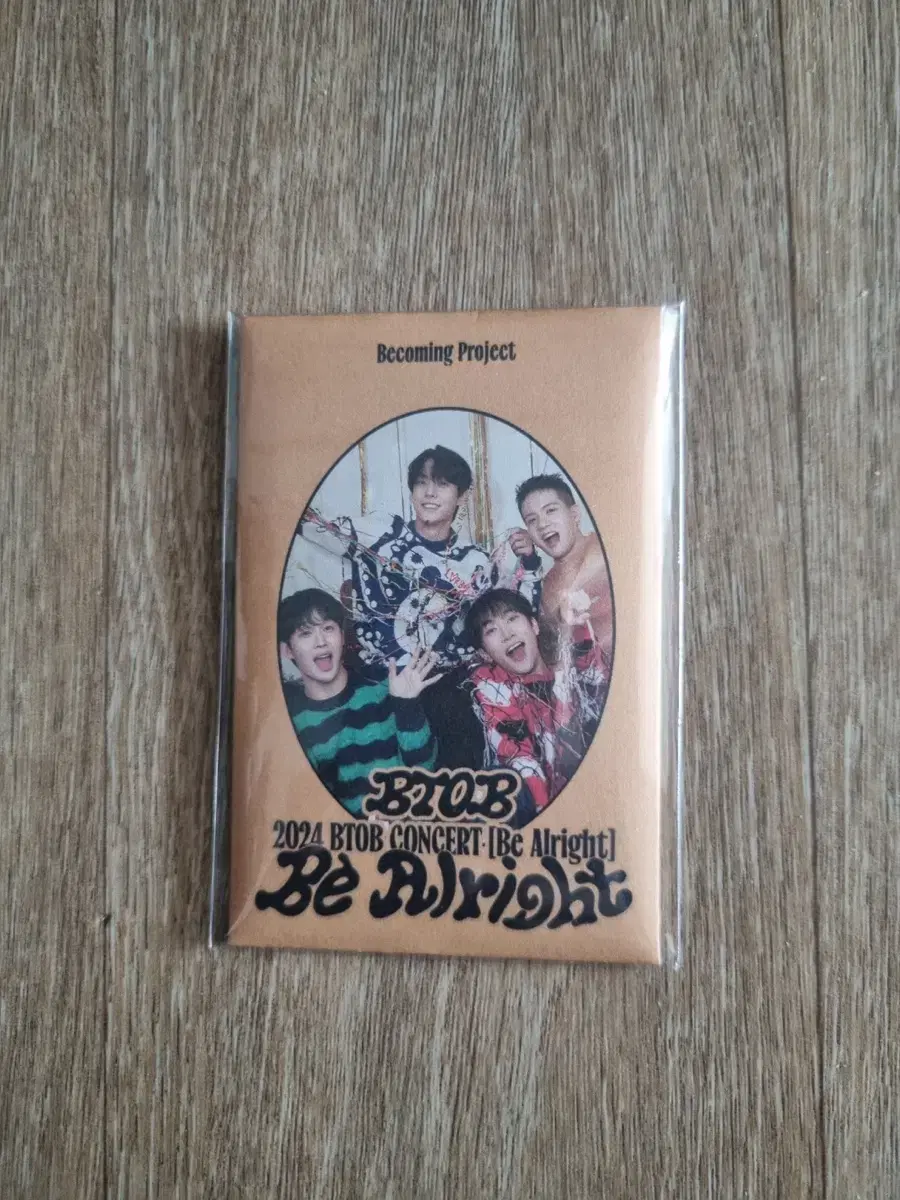 Becoming Project
BTOB
2024 BTOB CONCERT [Be Alright]
Be Alright